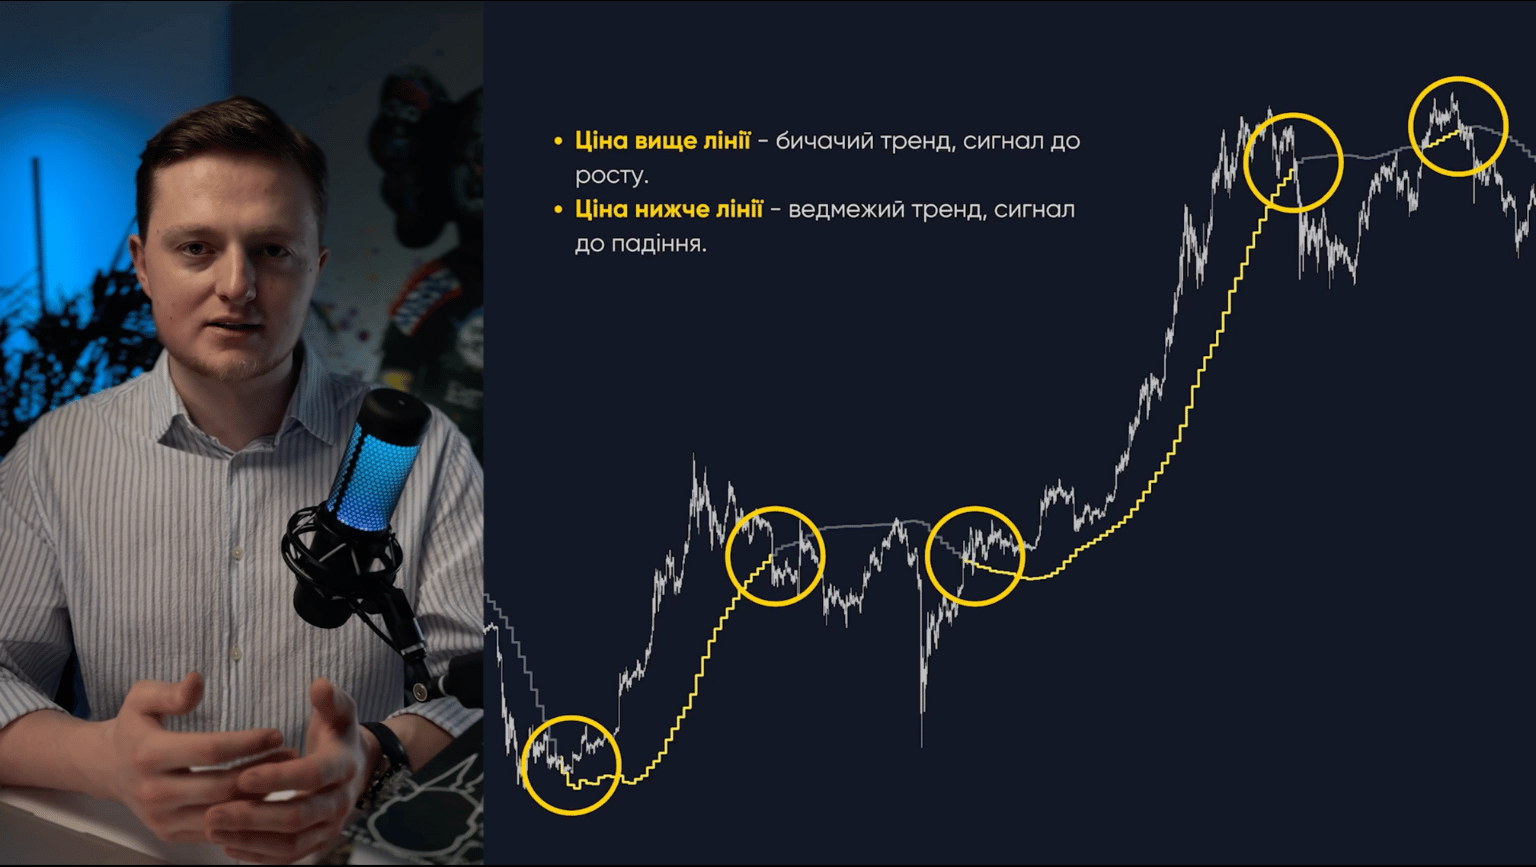 • Ціна вище лінії - бичачий тренд, сигнал до
росту.
• Ціна нижче лінії - ведмежий тренд, сигнал
до падіння.